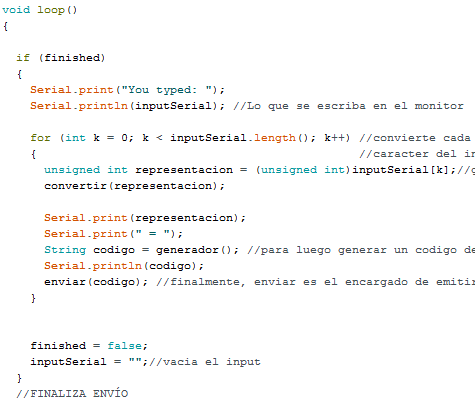 void loop()
{
if (finished)
{
Serial.print("You typed: ");
Serial.println(inputSerial); //Lo que se escriba en el monitor
for (int k = 0; k < inputSerial.length(); k++) //convierte cada
{ //caracter del in
unsigned int representacion = (unsigned int)inputSerial[k];//g
convertir(representacion);
Serial.print(representacion);
Serial.print(" = ");
String codigo = generador(); //para luego generar un codigo de
Serial.println(codigo);
enviar(codigo); //finalmente, enviar es el encargado de emitir
}
finished = false;
inputSerial = "";//vacia el input
}
//FINALIZA ENVÍO